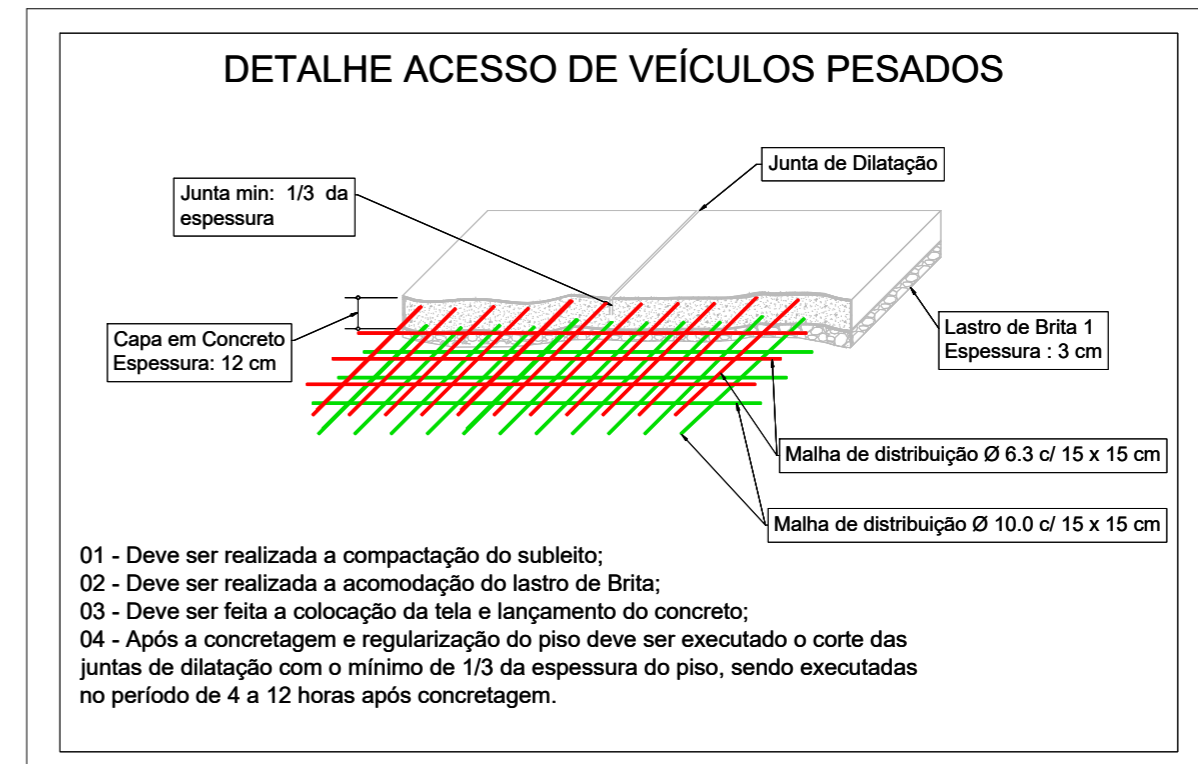 DETALHE ACESSO DE VEÍCULOS PESADOS
Junta de Dilatação
Junta min: 1/3 da
espessura
Capa em Concreto
Espessura: 12 cm
Lastro de Brita 1
Espessura : 3 cm
Malha de distribuição Ø 6.3 c/ 15 x 15 cm
Malha de distribuição Ø 10.0 c/ 15 x 15 cm
01 - Deve ser realizada a compactação do subleito;
02 - Deve ser realizada a acomodação do lastro de Brita;
03 - Deve ser feita a colocação da tela e lançamento do concreto;
04 - Após a concretagem e regularização do piso deve ser executado o corte das
juntas de dilatação com o mínimo de 1/3 da espessura do piso, sendo executadas
no período de 4 a 12 horas após concretagem.